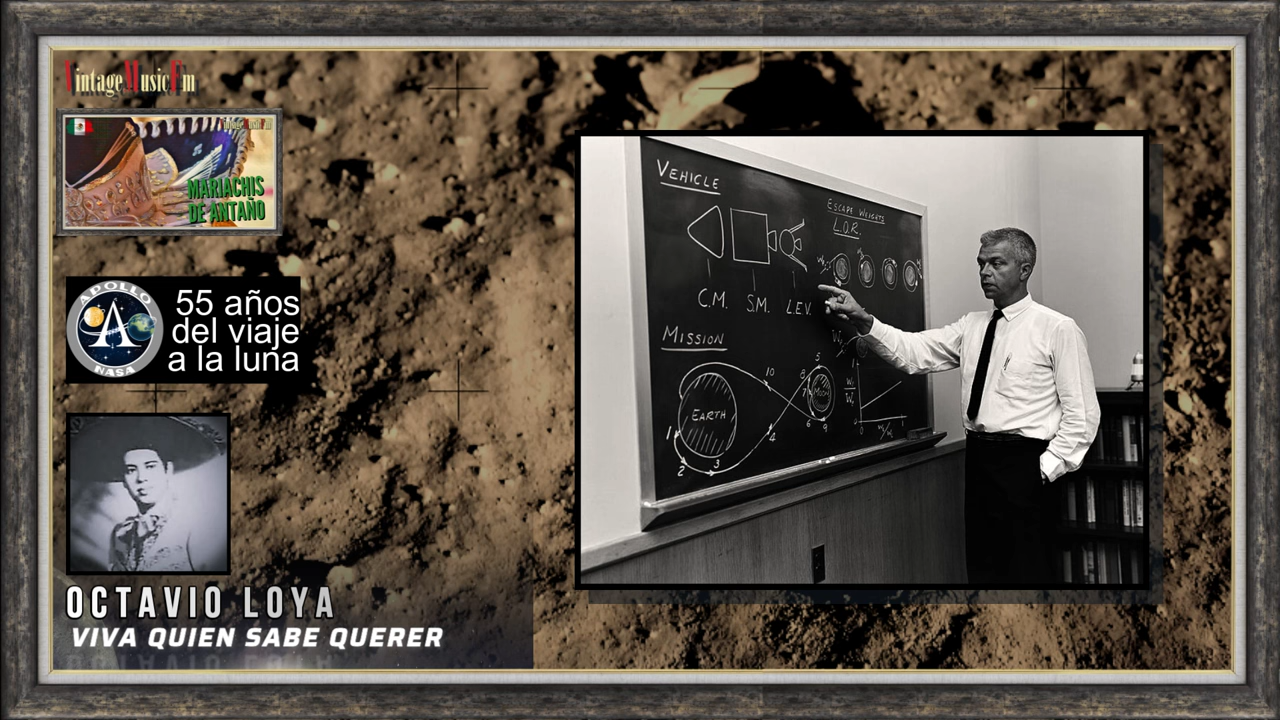 VintageMusicFm
MARIACHIS
DE ANTAÑO
APOLLO
NASA
55 años
del viaje
a la luna
OCTAVIO LOYA
VIVA QUIEN SABE QUERER
VEHICLE
ESCAPE WEIGHTS
L.O.R.
C.M.
S.M.
L.E.V.
MISSION
EARTH
MOON
1
2
3
4
5
6
7
8
9
10